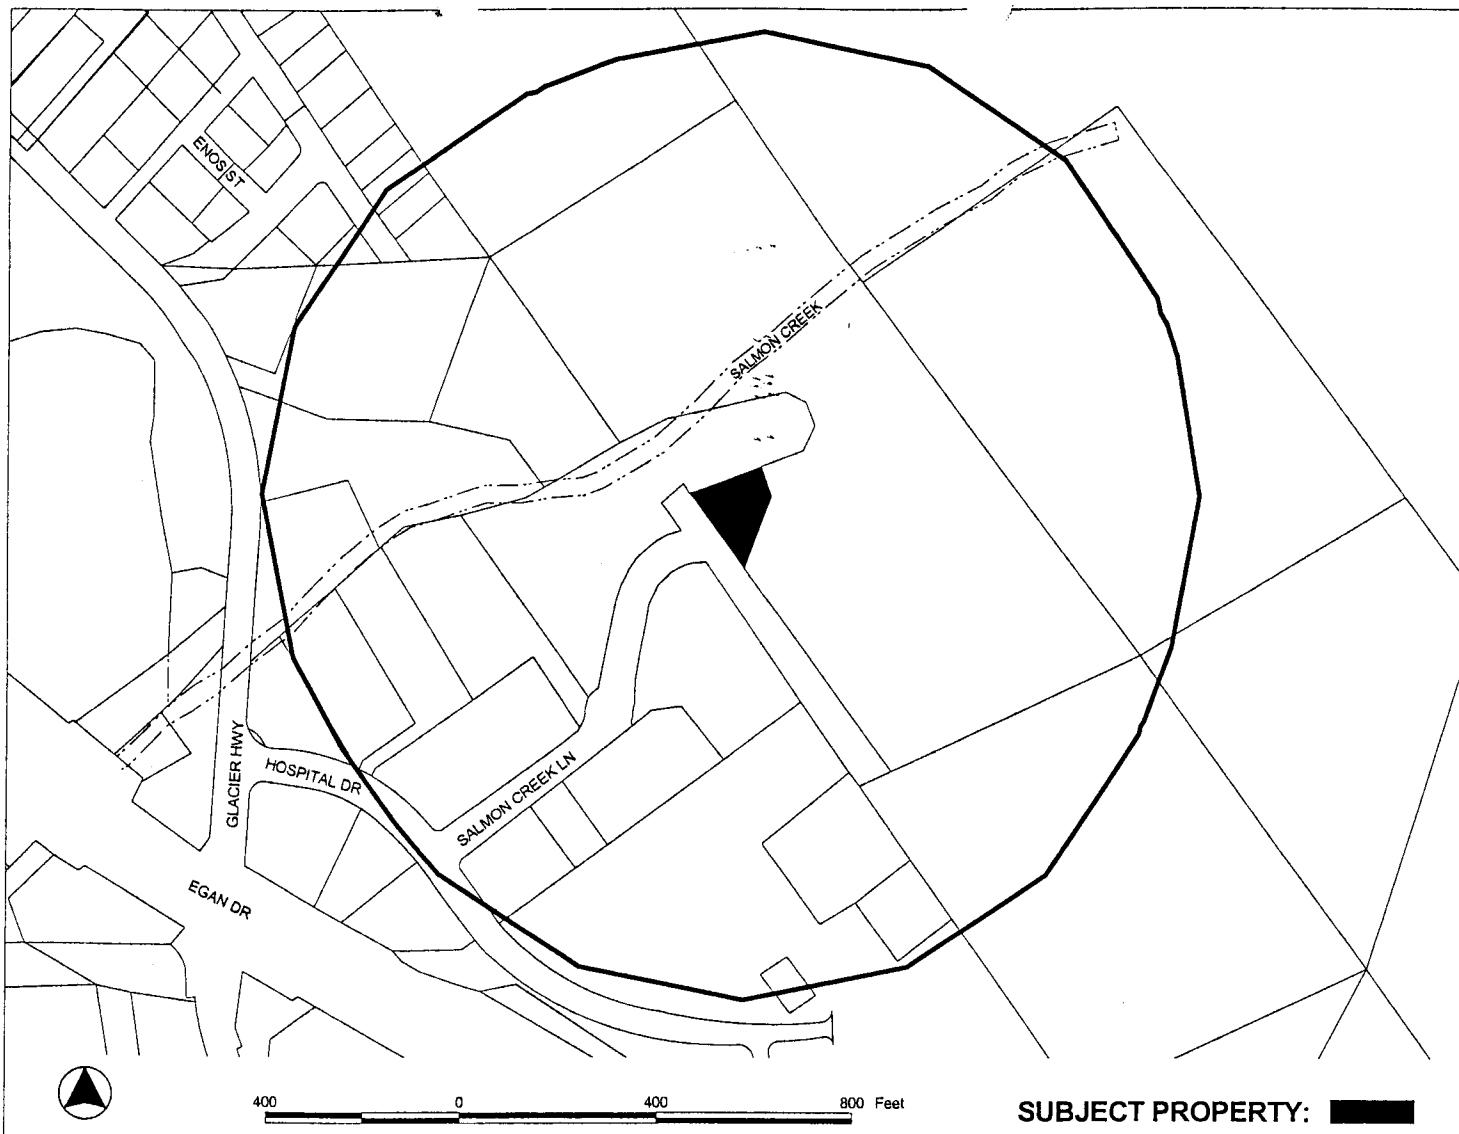 ENOS ST
SALMON CREEK
GLACIER HWY
HOSPITAL DR
SALMON CREEK LN
EGAN DR
400 0 400 800 Feet
SUBJECT PROPERTY: